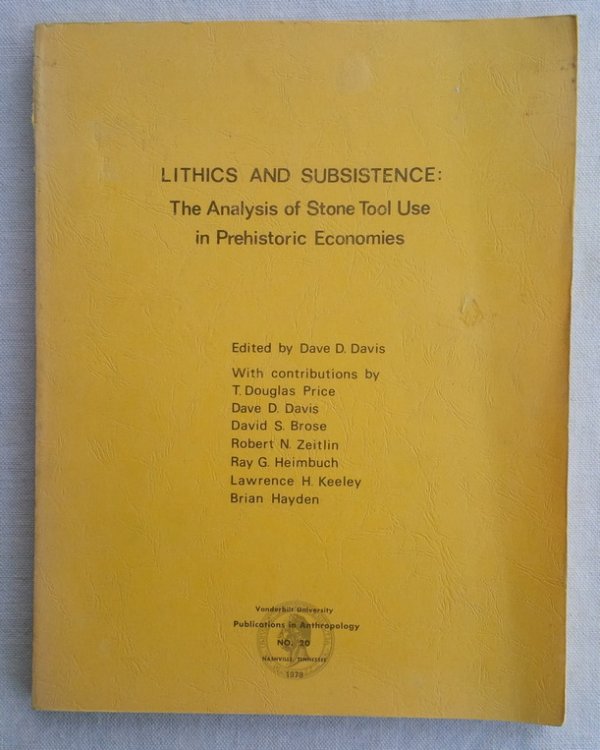 LITHICS AND SUBSISTENCE:
The Analysis of Stone Tool Use
in Prehistoric Economies
Edited by Dave D. Davis
With contributions by
T. Douglas Price
Dave D. Davis
David S. Brose
Robert N. Zeitlin
Ray G. Heimbuch
Lawrence H. Keeley
Brian Hayden
Vanderbilt University
Publications in Anthropology
NO. 20
NASHVILLE, TENNESSEE
1978